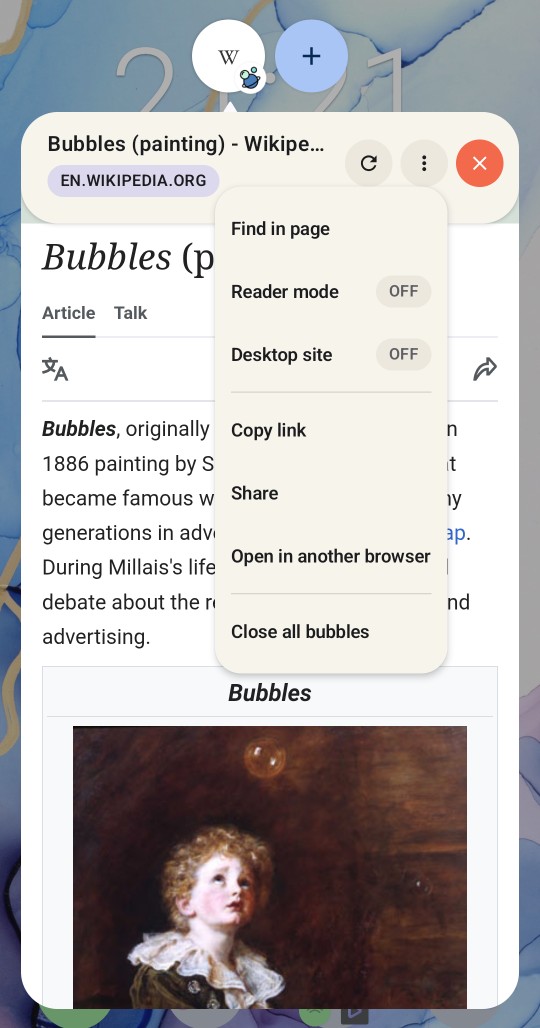 21:21
W
+
Bubbles (painting) - Wikipe...
EN.WIKIPEDIA.ORG
Find in page
Reader mode OFF
Desktop site OFF
Copy link
Share
Open in another browser
Close all bubbles
Bubbles (p
Article Talk
Bubbles, originally
1886 painting by
became famous
generations in
During Millais's life
debate about the
advertising.
Bubbles